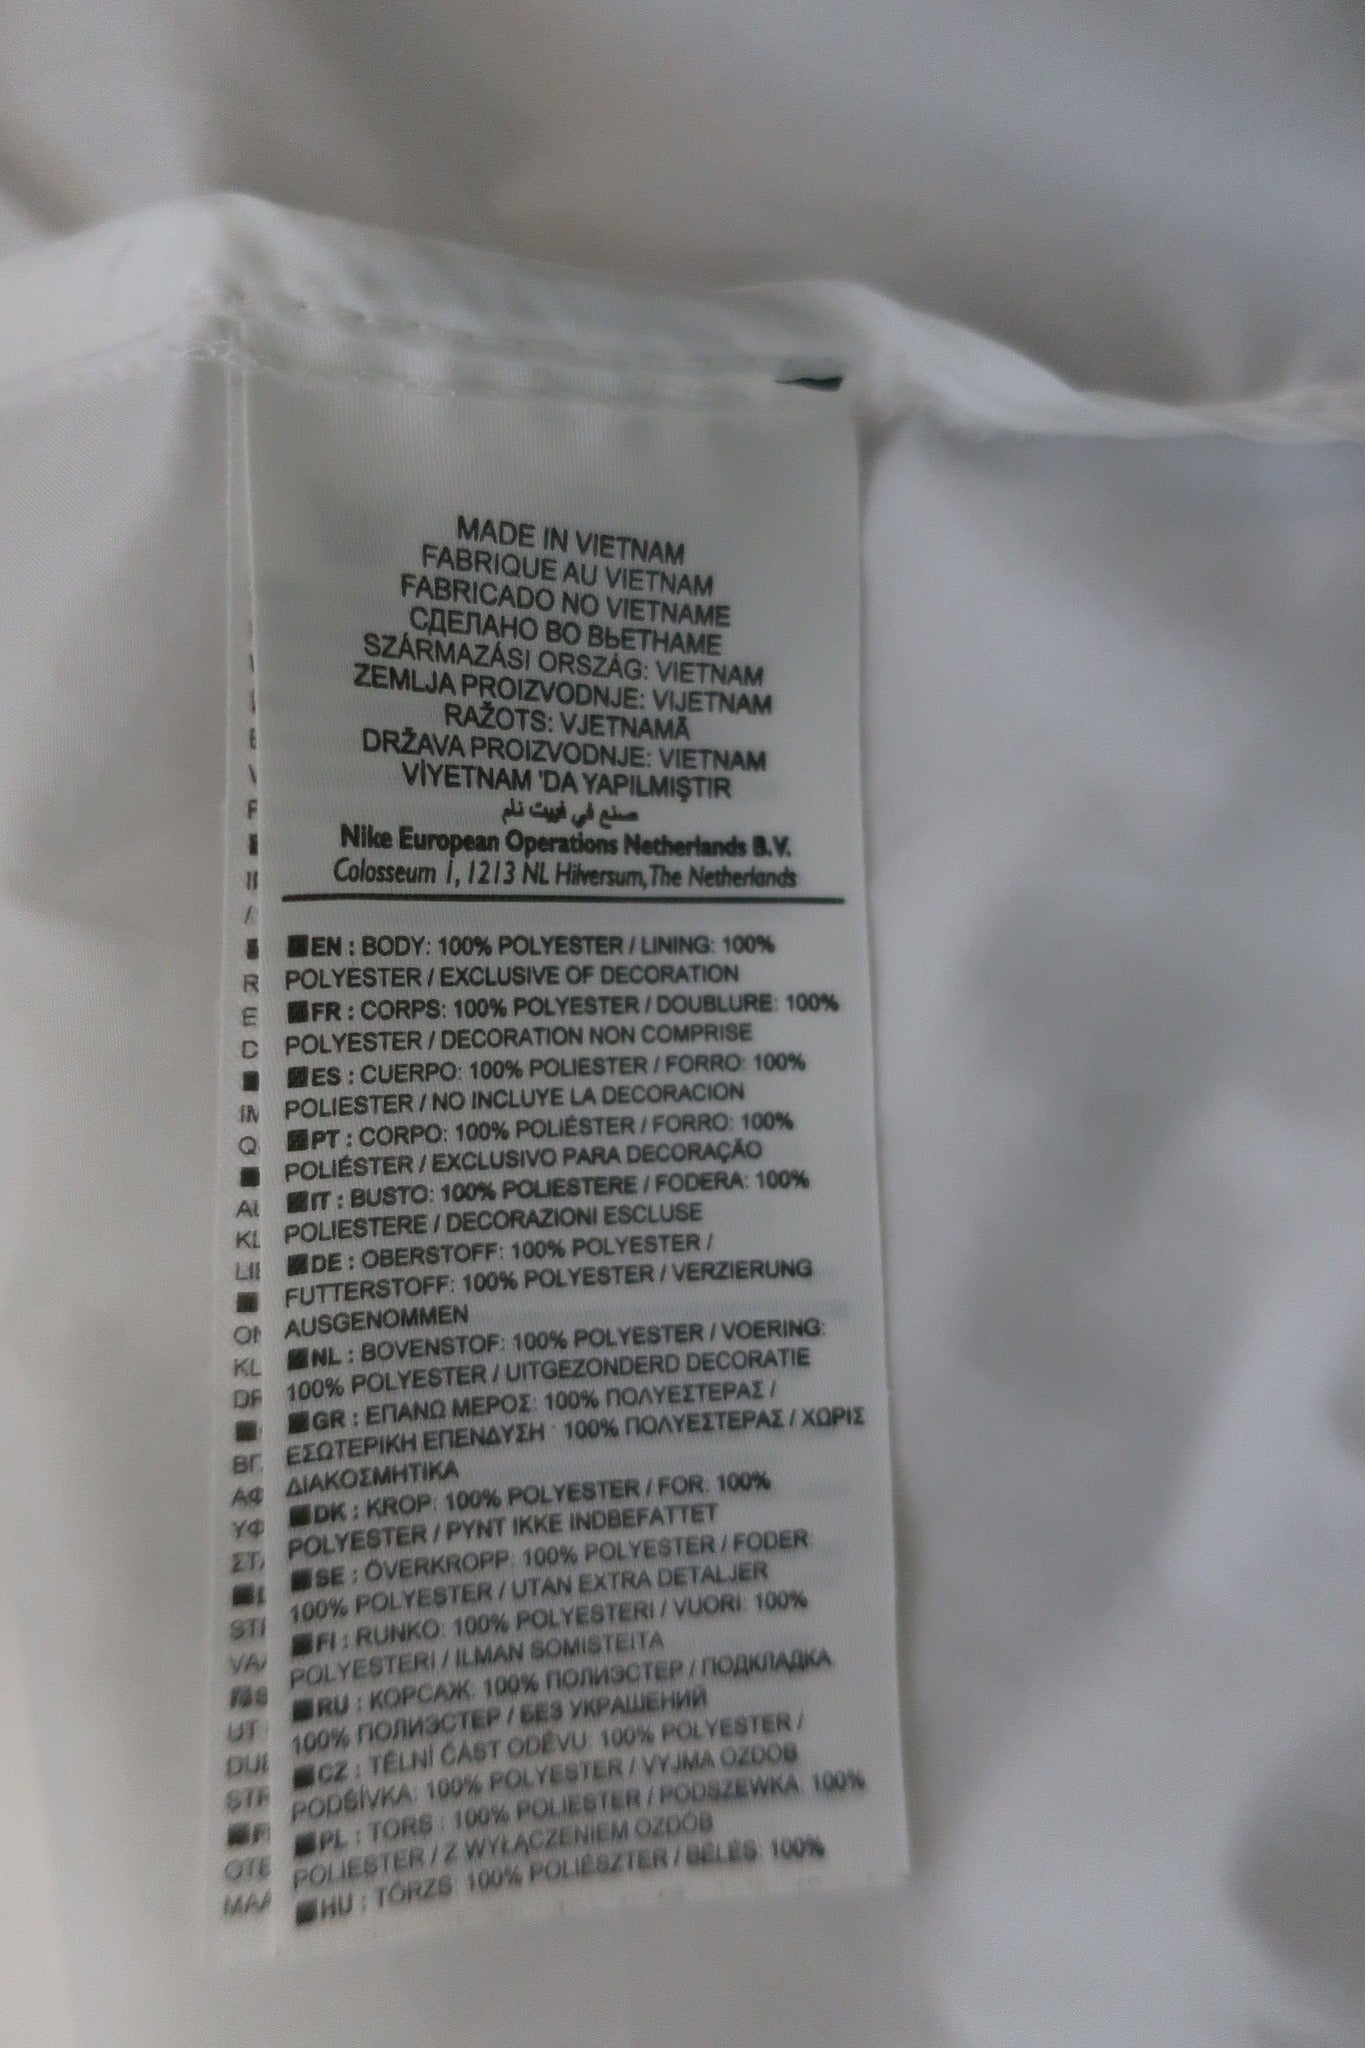 MADE IN VIETNAM
FABRIQUE AU VIETNAM
FABRICADO NO VIETNAME
СДЕЛАНО ВО ВЬЕТНАМЕ
SZÁRMAZÁSI ORSZÁG: VIETNAM
ZEMLJA PROIZVODNJE: VIJETNAM
RAŽOTS: VJETNAMĀ
DRŽAVA PROIZVODNJE: VIETNAM
VİYETNAM 'DA YAPILMIŞTIR
صنع في فييت نام
Nike European Operations Netherlands B.V.
Colosseum 1, 1213 NL Hilversum, The Netherlands
EN : BODY: 100% POLYESTER / LINING: 100%
POLYESTER / EXCLUSIVE OF DECORATION
FR : CORPS: 100% POLYESTER / DOUBLURE: 100%
POLYESTER / DECORATION NON COMPRISE
ES : CUERPO: 100% POLIESTER / FORRO: 100%
POLIESTER / NO INCLUYE LA DECORACION
PT : CORPO: 100% POLIÉSTER / FORRO: 100%
POLIÉSTER / EXCLUSIVO PARA DECORAÇÃO
IT : BUSTO: 100% POLIESTERE / FODERA: 100%
POLIESTERE / DECORAZIONI ESCLUSE
DE : OBERSTOFF: 100% POLYESTER /
FUTTERSTOFF: 100% POLYESTER / VERZIERUNG
AUSGENOMMEN
NL : BOVENSTOF: 100% POLYESTER / VOERING:
100% POLYESTER / UITGEZONDERD DECORATIE
GR : ΕΠΑΝΩ ΜΕΡΟΣ: 100% ΠΟΛΥΕΣΤΕΡΑΣ /
ΕΣΩΤΕΡΙΚΗ ΕΠΕΝΔΥΣΗ : 100% ΠΟΛΥΕΣΤΕΡΑΣ / ΧΩΡΙΣ
ΔΙΑΚΟΣΜΗΤΙΚΑ
DK : KROP: 100% POLYESTER / FOR: 100%
POLYESTER / PYNT IKKE INDBEFATTET
SE : ÖVERKROPP: 100% POLYESTER / FODER:
100% POLYESTER / UTAN EXTRA DETALJER
FI : RUNKO: 100% POLYESTERI / VUORI: 100%
POLYESTERI / ILMAN SOMISTEITA
RU : КОРСАЖ: 100% ПОЛИЭСТЕР / ПОДКЛАДКА:
100% ПОЛИЭСТЕР / БЕЗ УКРАШЕНИЙ
CZ : TĚLNÍ ČÁST ODĚVU: 100% POLYESTER /
PODŠÍVKA: 100% POLYESTER / VYJMA OZDOB
PL : TORS : 100% POLIESTER / PODSZEWKA: 100%
POLIESTER / Z WYŁĄCZENIEM OZDÓB
HU : TÖRZS: 100% POLIÉSZTER / BÉLÉS: 100%